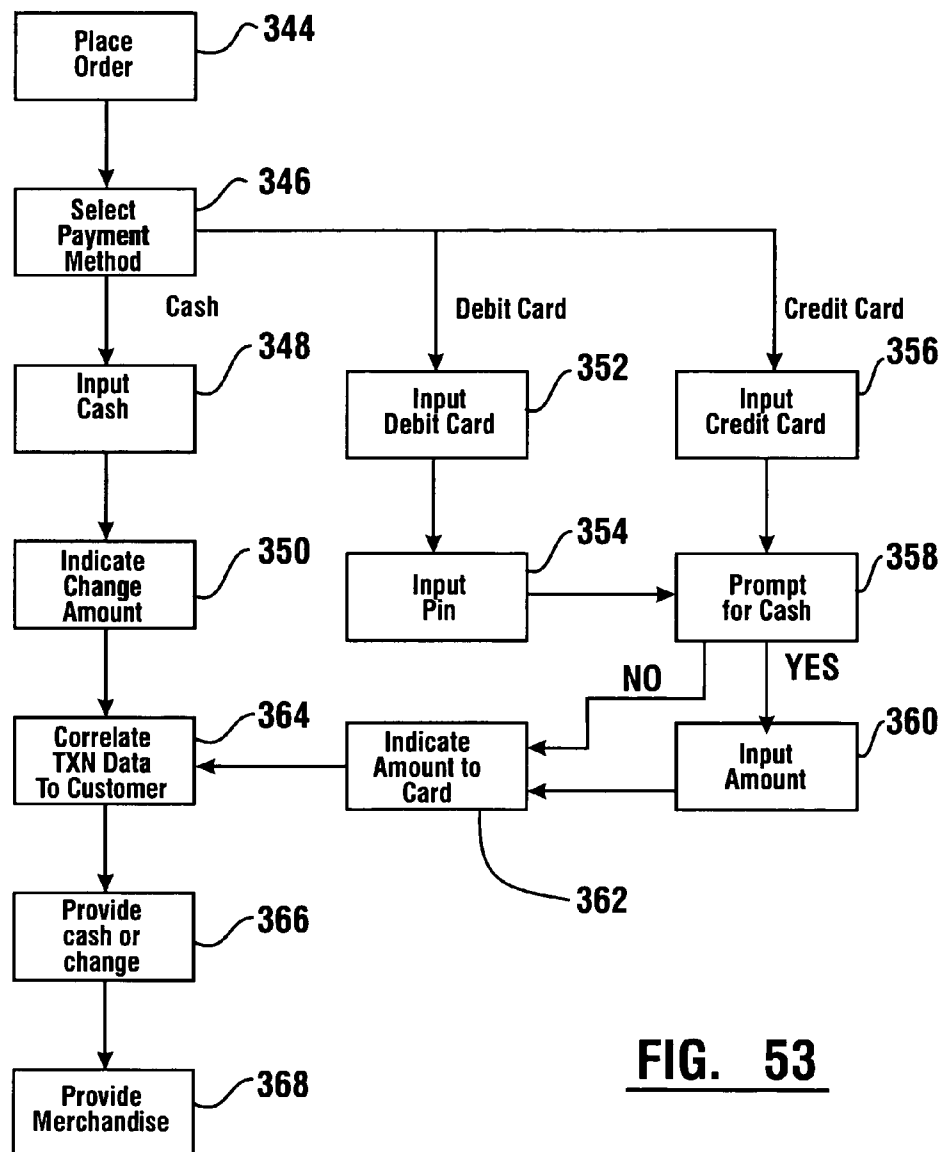 Place
Order
344
Select
Payment
Method
346
Cash
Debit Card
Credit Card
Input
Cash
348
Input
Debit Card
352
Input
Credit Card
356
Indicate
Change
Amount
350
Input
Pin
354
Prompt
for Cash
358
NO
YES
Correlate
TXN Data
To Customer
364
Indicate
Amount to
Card
362
Input
Amount
360
Provide
cash or
change
366
Provide
Merchandise
368
FIG. 53